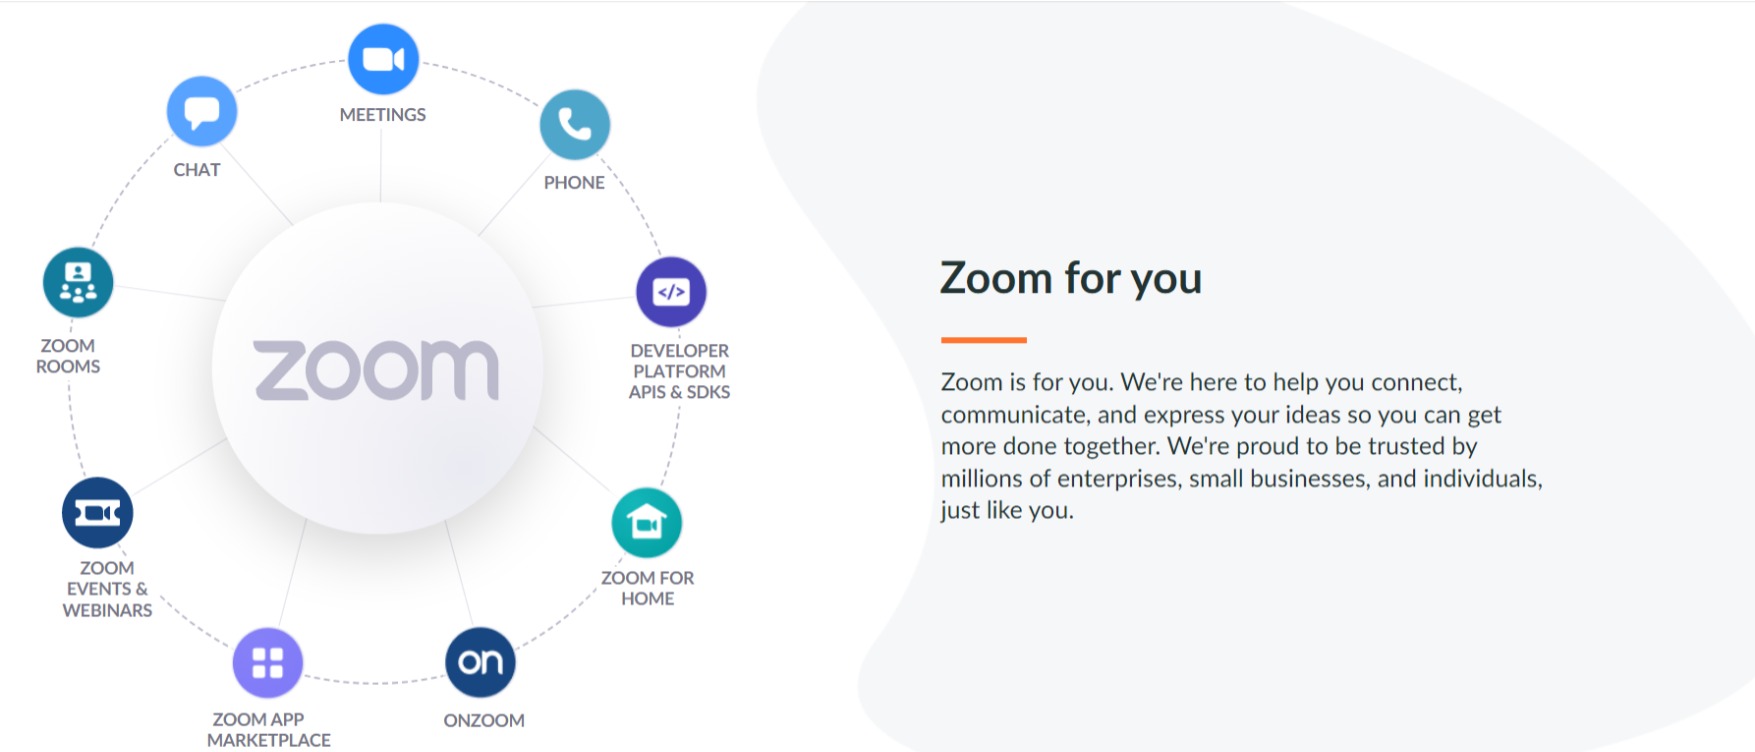 MEETINGS
CHAT
PHONE
ZOOM
ROOMS
zoom
</>
DEVELOPER
PLATFORM
APIS & SDKS
ZOOM
EVENTS &
WEBINARS
ZOOM FOR
HOME
ZOOM APP
MARKETPLACE
on
ONZOOM
Zoom for you
Zoom is for you. We're here to help you connect,
communicate, and express your ideas so you can get
more done together. We're proud to be trusted by
millions of enterprises, small businesses, and individuals,
just like you.